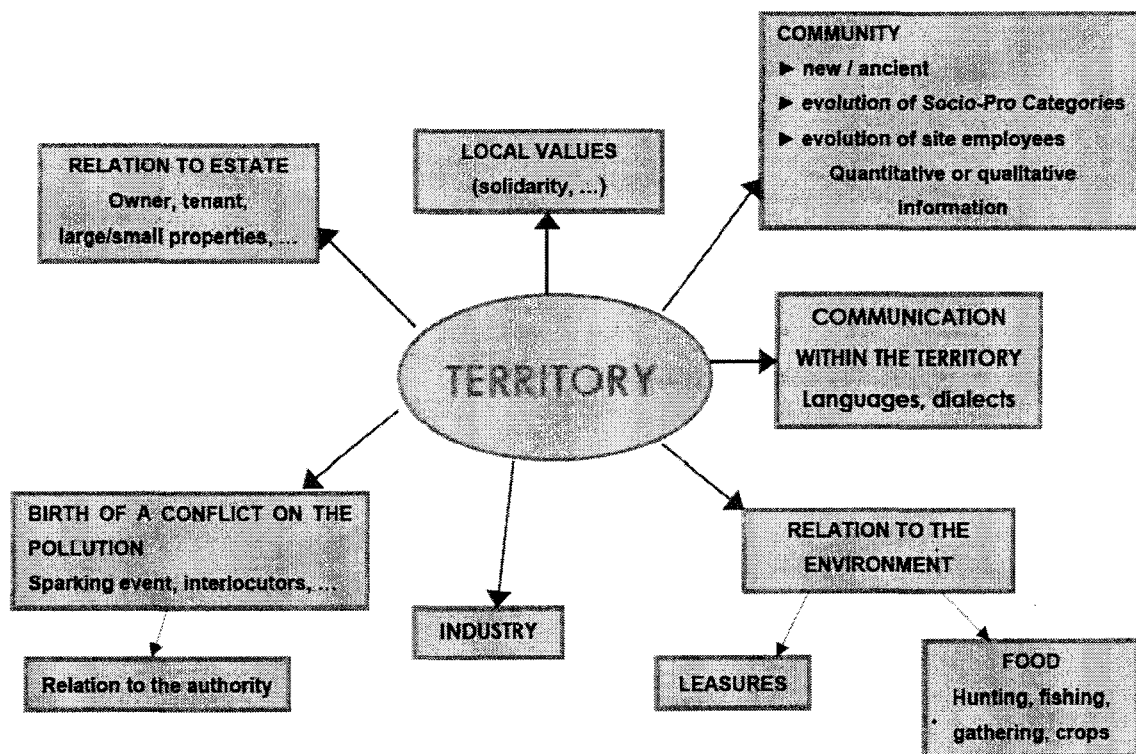 COMMUNITY
► new / ancient
► evolution of Socio-Pro Categories
► evolution of site employees
Quantitative or qualitative
information
LOCAL VALUES
(solidarity, ...)
RELATION TO ESTATE
Owner, tenant,
large/small properties, ...
TERRITORY
COMMUNICATION
WITHIN THE TERRITORY
Languages, dialects
BIRTH OF A CONFLICT ON THE
POLLUTION
Sparking event, interlocutors, ...
Relation to the authority
INDUSTRY
RELATION TO THE
ENVIRONMENT
LEASURES
FOOD
Hunting, fishing,
gathering, crops